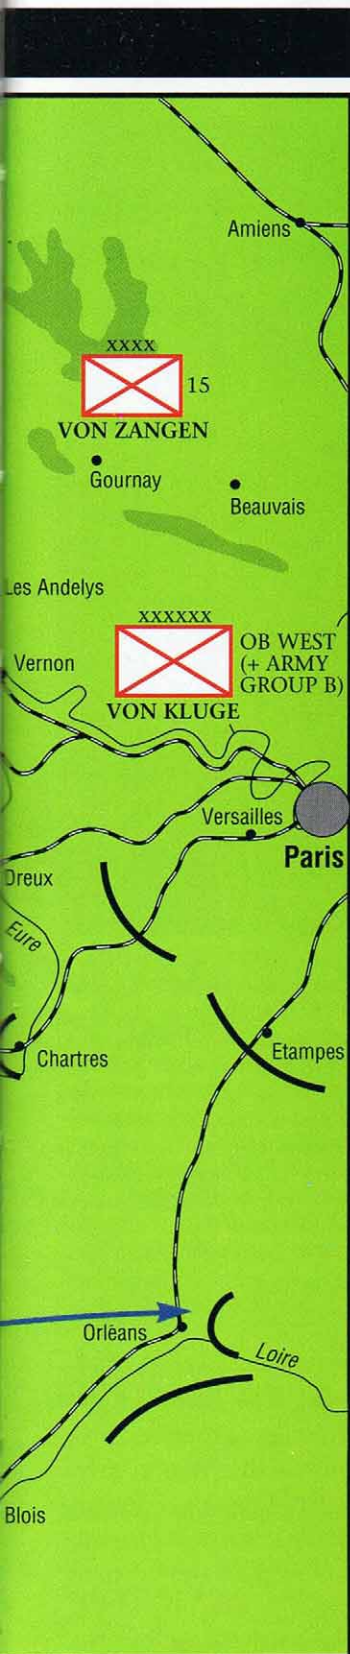 Amiens
XXXX
15
VON ZANGEN
Gournay
Beauvais
Les Andelys
XXXXXX
OB WEST
(+ ARMY
GROUP B)
Vernon
VON KLUGE
Versailles
Paris
Dreux
Eure
Chartres
Etampes
Orléans
Loire
Blois